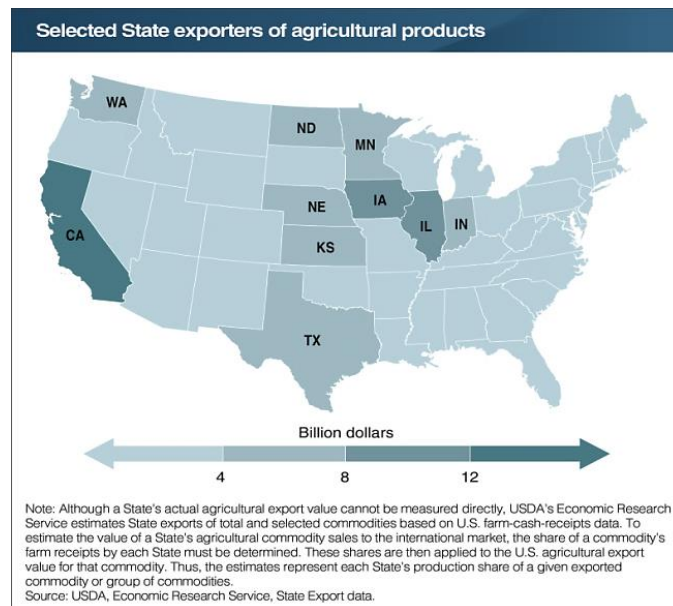 Selected State exporters of agricultural products
WA
ND
MN
IA
NE
IL
IN
CA
KS
TX
Billion dollars
4
8
12
Note: Although a State's actual agricultural export value cannot be measured directly, USDA's Economic Research
Service estimates State exports of total and selected commodities based on U.S. farm-cash-receipts data. To
estimate the value of a State's agricultural commodity sales to the international market, the share of a commodity's
farm receipts by each State must be determined. These shares are then applied to the U.S. agricultural export
value for that commodity. Thus, the estimates represent each State's production share of a given exported
commodity or group of commodities.
Source: USDA, Economic Research Service, State Export data.